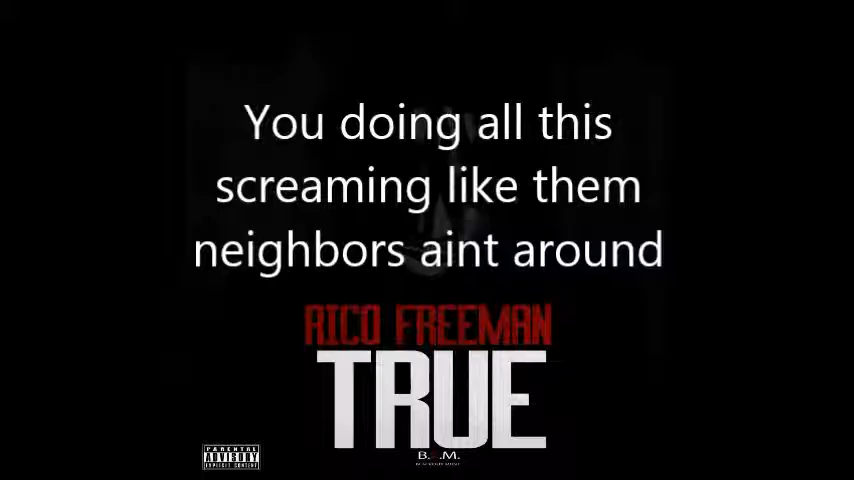 You doing all this
screaming like them
neighbors aint around
RICO FREEMAN
TRUE
B.S.M.
PARENTAL
ADVISORY
EXPLICIT CONTENT